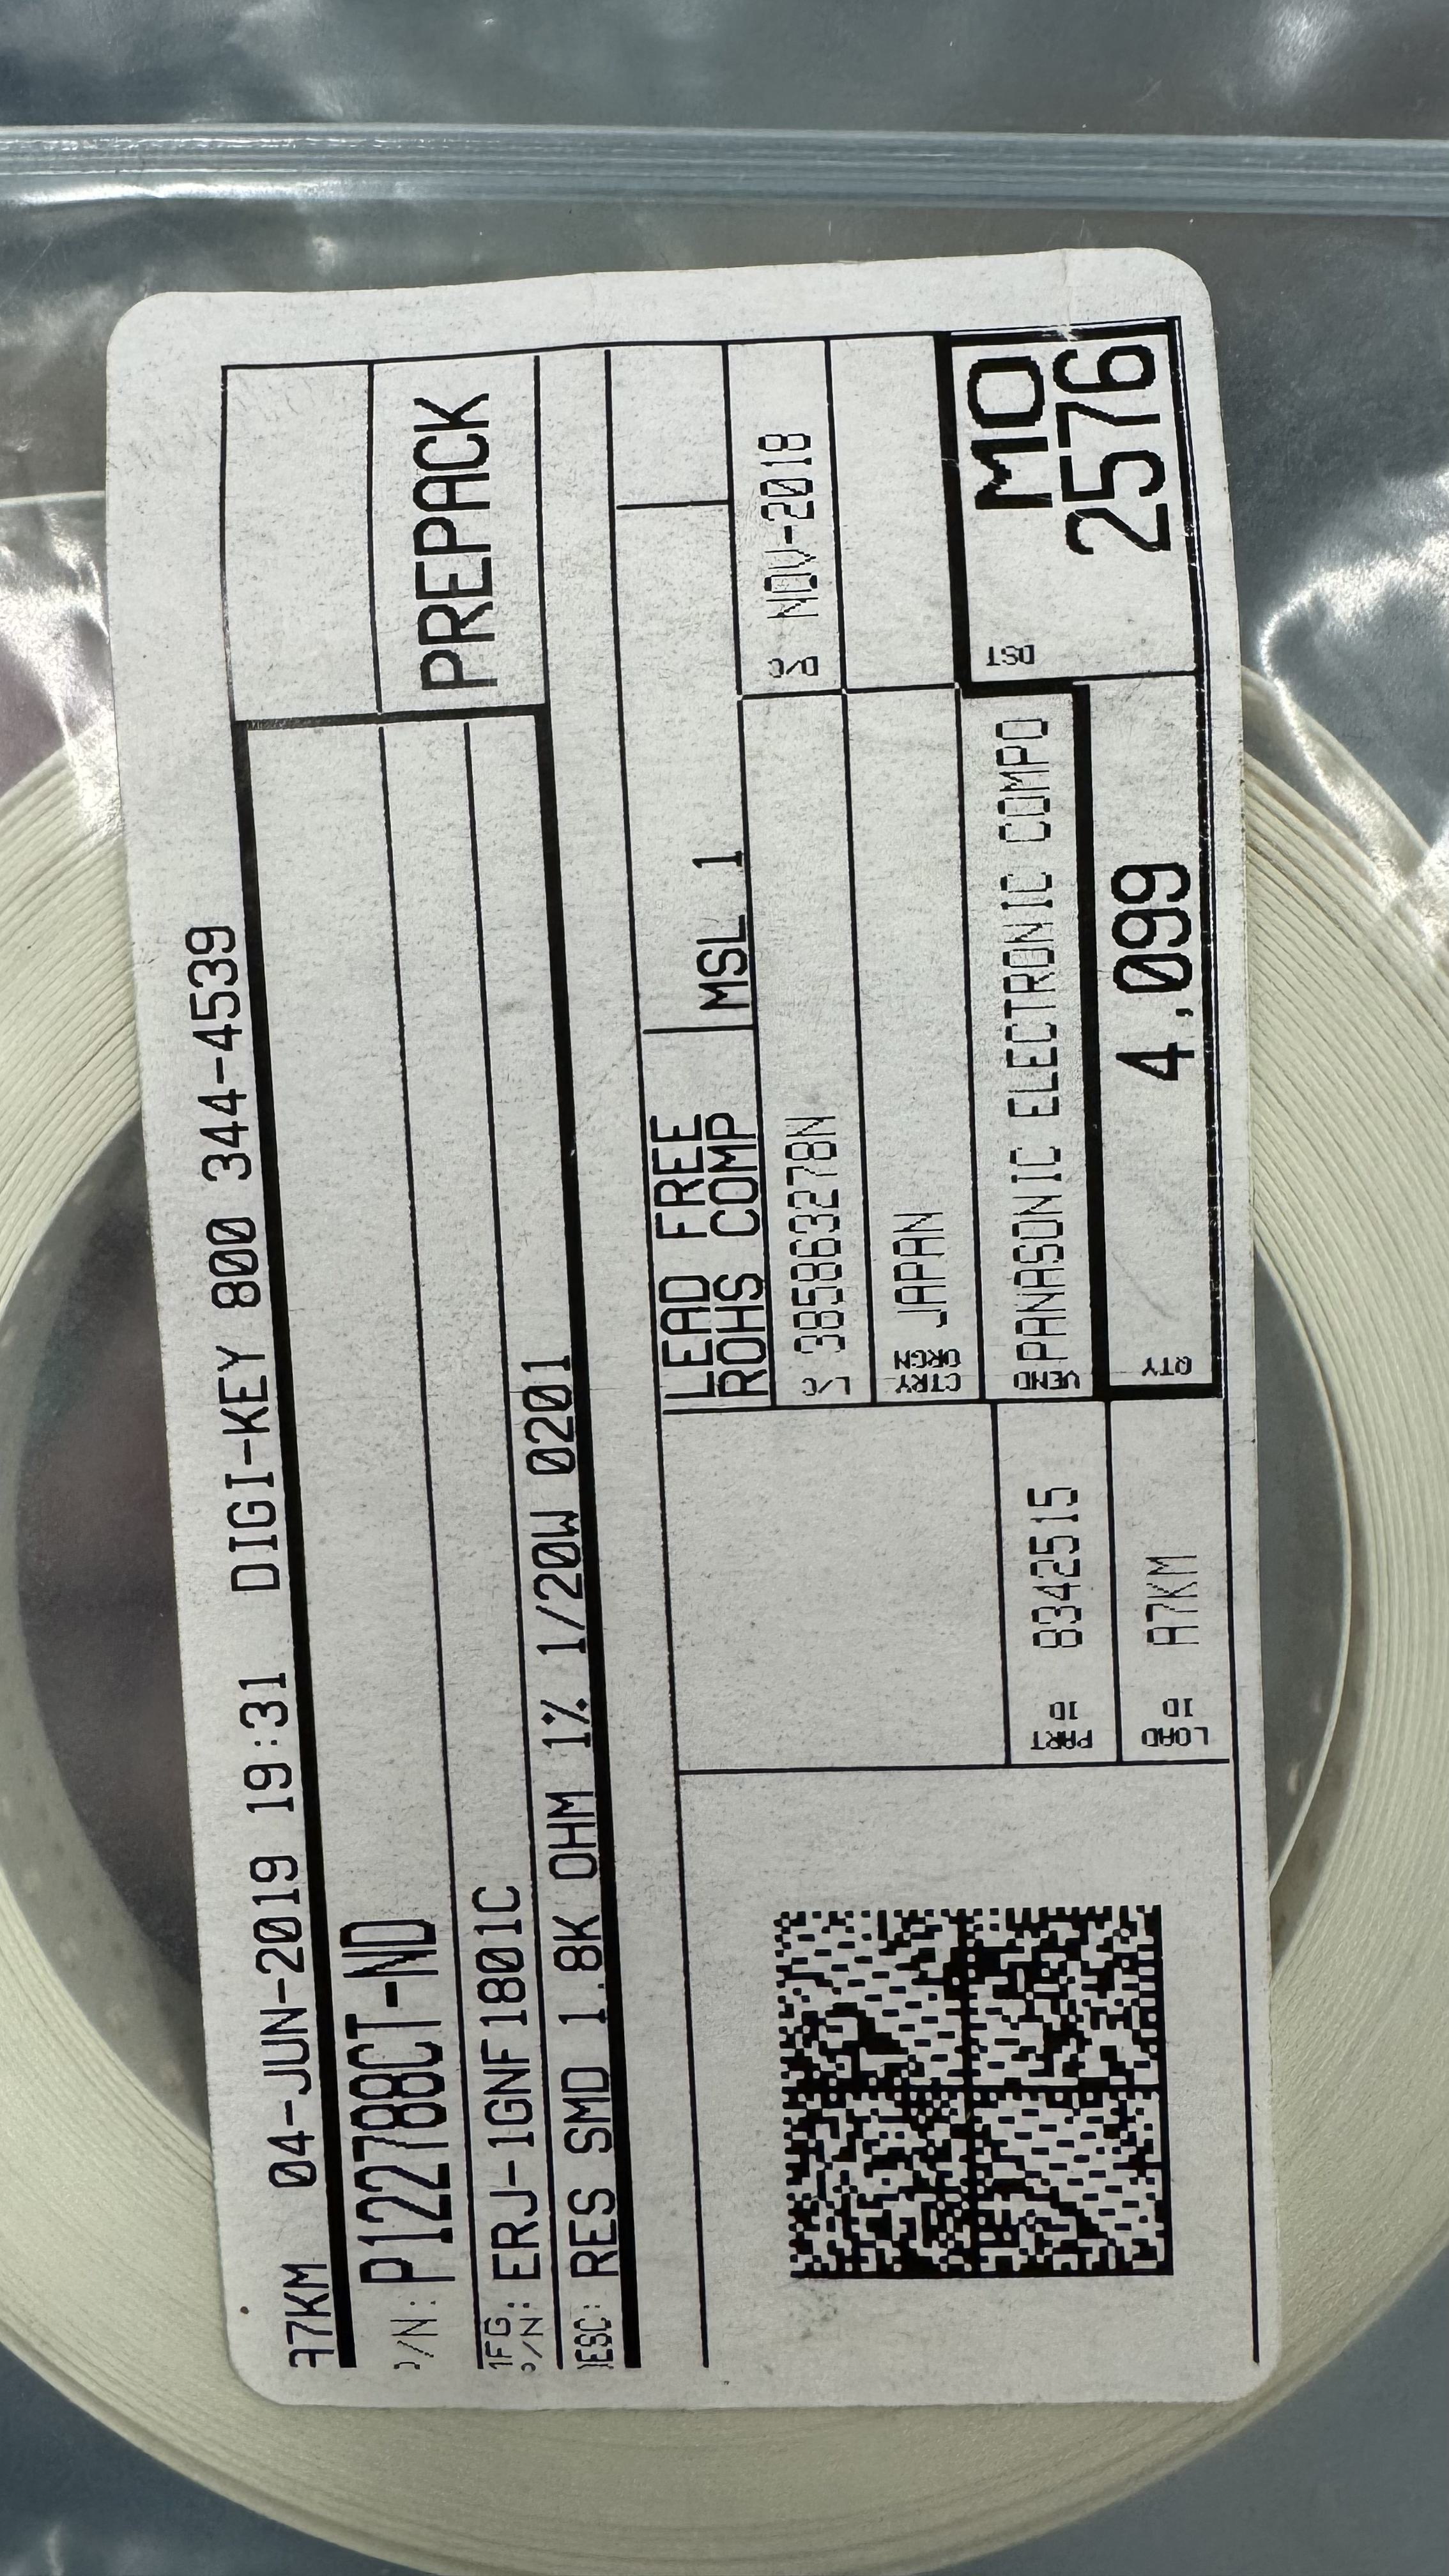 A7KM 04-JUN-2019 19:31 DIGI-KEY 800 344-4539
P/N: P122788CT-ND
PREPACK
MFG P/N: ERJ-1GNF1801C
DESC: RES SMD 1.8K OHM 1% 1/20W 0201
LEAD FREE
ROHS COMP
MSL 1
L/C 385863278N
D/C NOV-2018
CTRY ORGN JAPAN
PART ID 8342515
VEND PANASONIC ELECTRONIC COMPO
DST MO
2576
LOAD ID A7KM
QTY 4,099